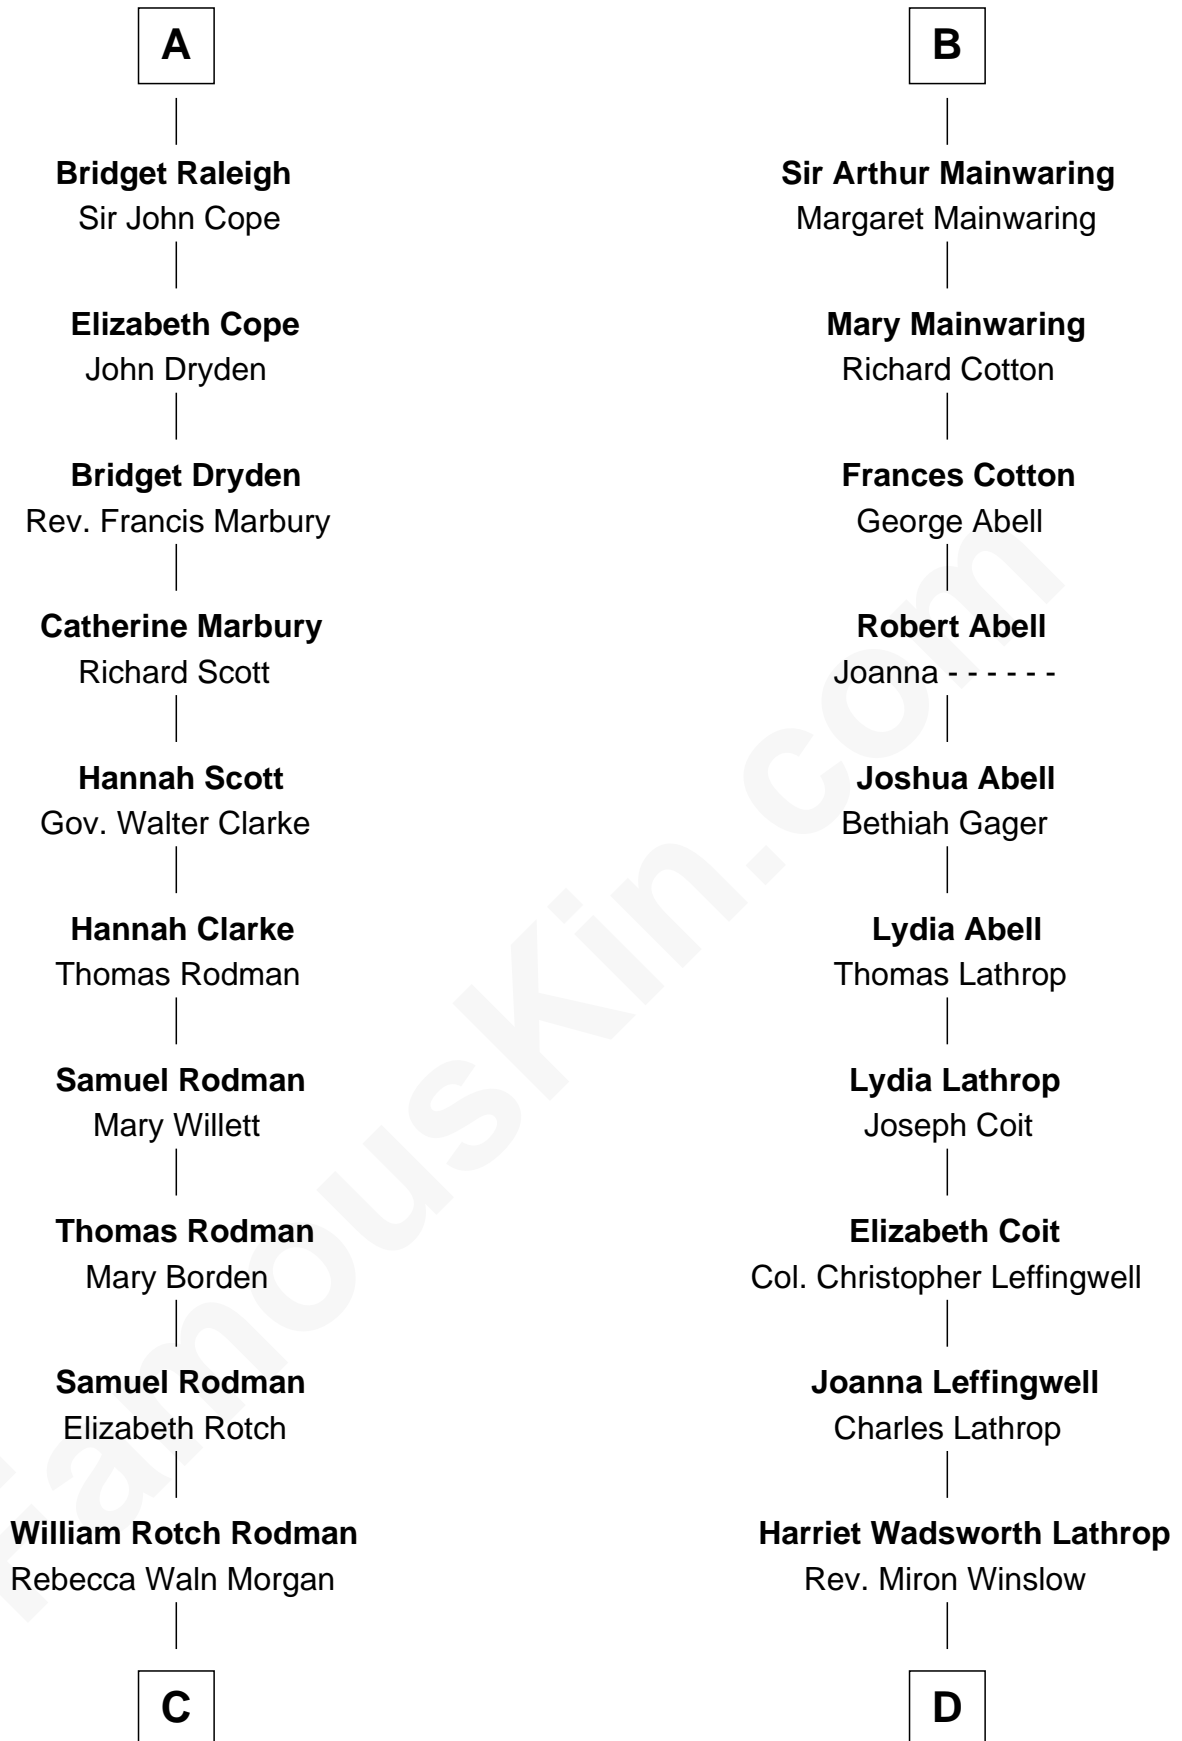 A
Bridget Raleigh
Sir John Cope
Elizabeth Cope
John Dryden
Bridget Dryden
Rev. Francis Marbury
Catherine Marbury
Richard Scott
Hannah Scott
Gov. Walter Clarke
Hannah Clarke
Thomas Rodman
Samuel Rodman
Mary Willett
Thomas Rodman
Mary Borden
Samuel Rodman
Elizabeth Rotch
William Rotch Rodman
Rebecca Waln Morgan
C
B
Sir Arthur Mainwaring
Margaret Mainwaring
Mary Mainwaring
Richard Cotton
Frances Cotton
George Abell
Robert Abell
Joanna - - - - - -
Joshua Abell
Bethiah Gager
Lydia Abell
Thomas Lathrop
Lydia Lathrop
Joseph Coit
Elizabeth Coit
Col. Christopher Leffingwell
Joanna Leffingwell
Charles Lathrop
Harriet Wadsworth Lathrop
Rev. Miron Winslow
D
FamousKin.com